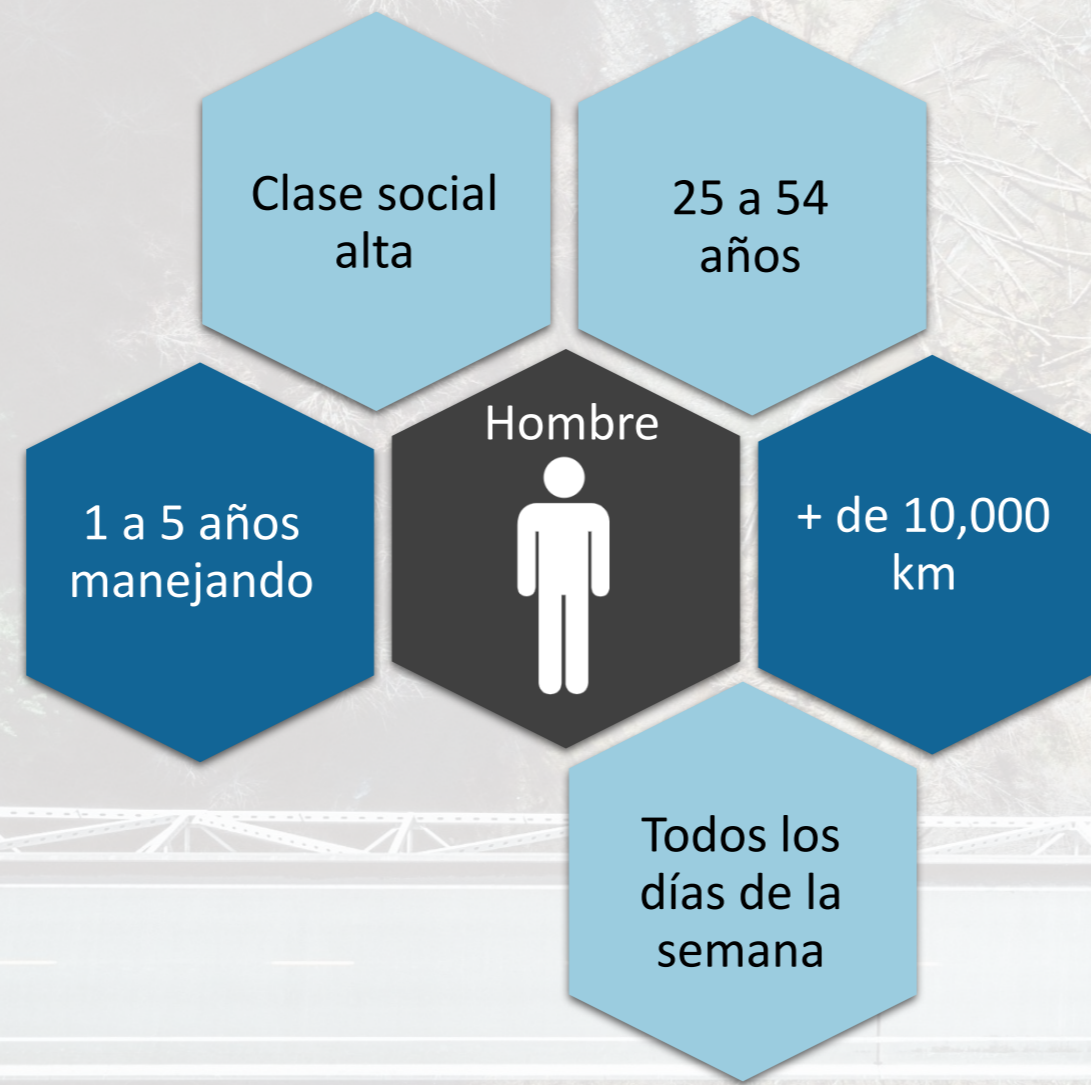 Clase social
alta
25 a 54
años
Hombre
1 a 5 años
manejando
+ de 10,000
km
Todos los
días de la
semana